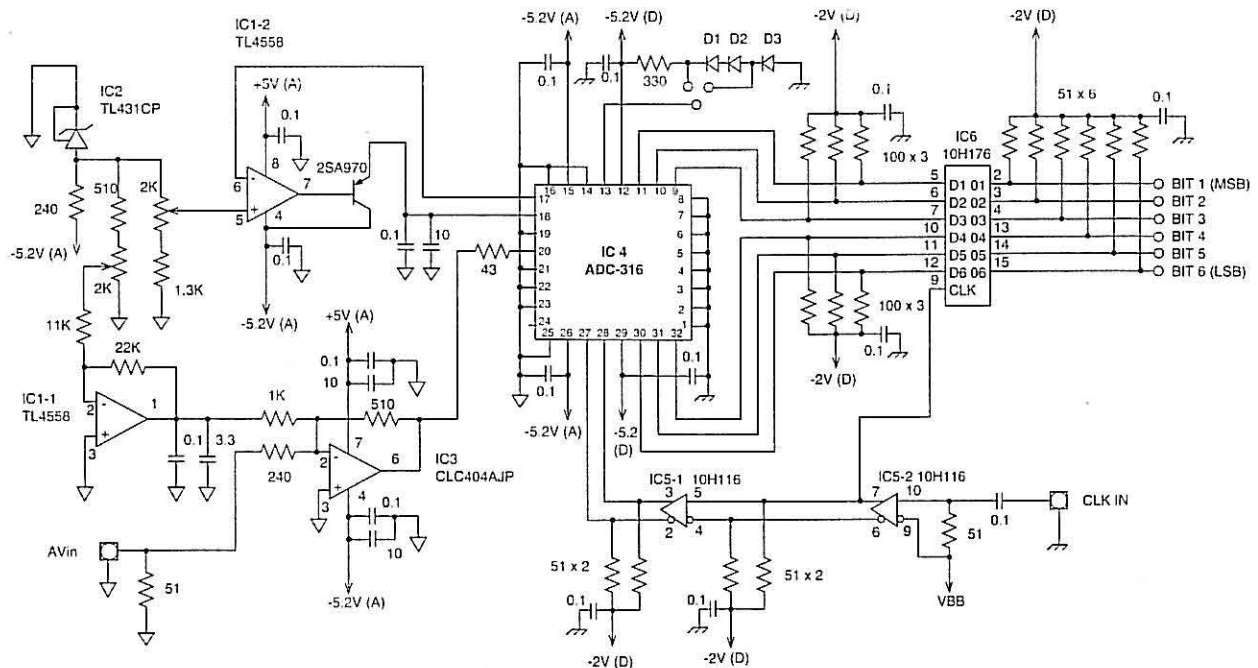 -5.2V (A)
-5.2V (D)
-2V (D)
-2V (D)
IC1-2
TL4558
D1 D2 D3
0.1
0.1
330
0.1
51 x 6
0.1
IC2
TL431CP
+5V (A)
0.1
8
2SA970
6
-
7
5
+
4
0.1
510
2K
240
-5.2V (A)
2K
1.3K
-5.2V (A)
0.1
10
43
16 15 14 13 12 11 10 9
17
18
19
20
21
22
23
24
25 26 27 28 29 30 31 32
8
7
6
5
4
3
2
1
IC 4
ADC-316
100 x 3
IC6
10H176
5 D1 01 2
6 D2 02 3
7 D3 03 4
10 D4 04 13
11 D5 05 14
12 D6 06 15
9 CLK
BIT 1 (MSB)
BIT 2
BIT 3
BIT 4
BIT 5
BIT 6 (LSB)
100 x 3
0.1
-2V (D)
11K
22K
IC1-1
TL4558
2
-
1
3
+
0.1
3.3
+5V (A)
0.1
10
1K
510
240
7
2
-
6
3
+
4
IC3
CLC404AJP
0.1
10
-5.2V (A)
0.1
0.1
-5.2V (A)
-5.2
(D)
AVin
51
IC5-1 10H116
3
5
2
4
IC5-2 10H116
7
10
6
9
0.1
CLK IN
51
VBB
51 x 2
51 x 2
0.1
0.1
-2V (D)
-2V (D)